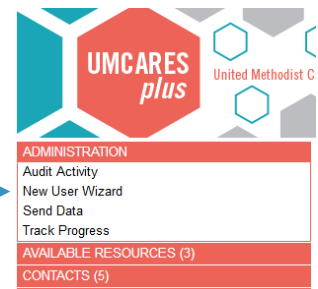 UMCARES
plus
United Methodist C
ADMINISTRATION
Audit Activity
New User Wizard
Send Data
Track Progress
AVAILABLE RESOURCES (3)
CONTACTS (5)